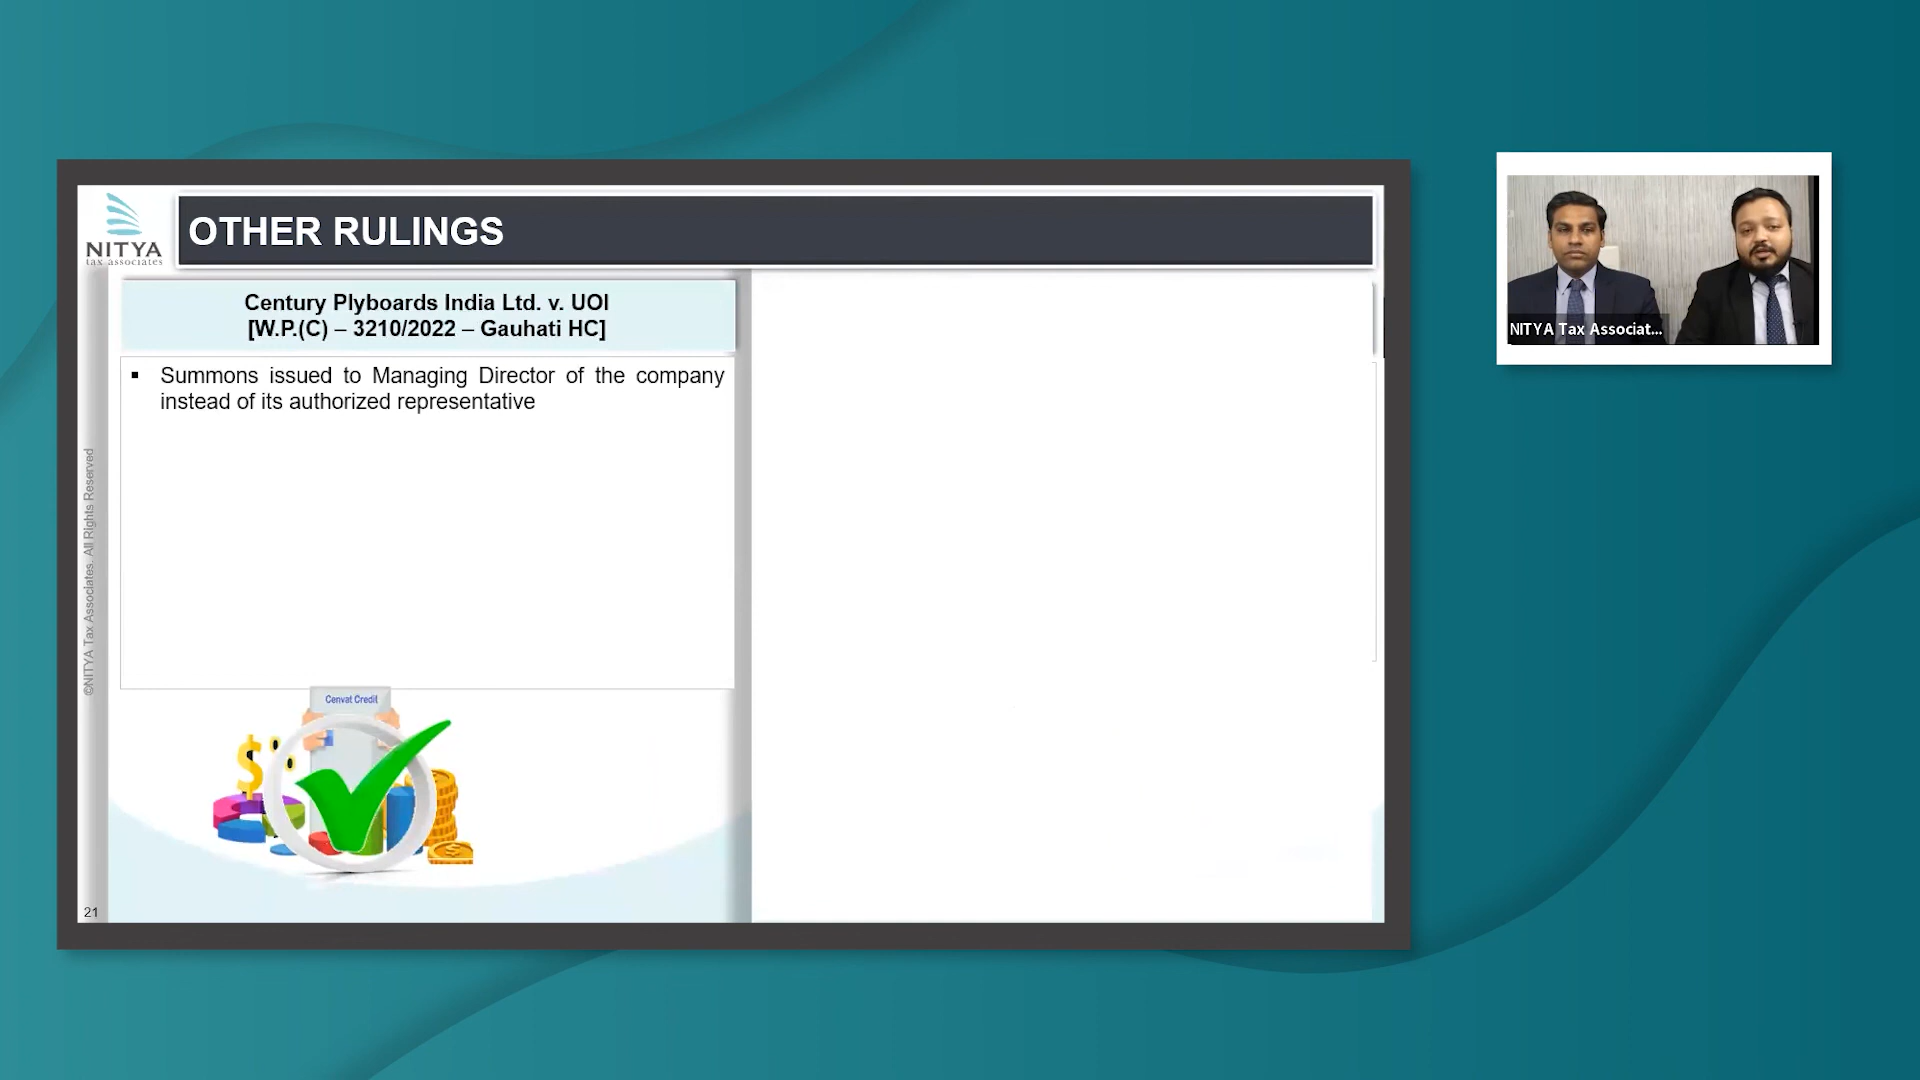 NITYA
tax associates
OTHER RULINGS
Century Plyboards India Ltd. v. UOI
[W.P.(C) – 3210/2022 – Gauhati HC]
▪ Summons issued to Managing Director of the company
instead of its authorized representative
©NITYA Tax Associates. All Rights Reserved
Cenvat Credit
21
NITYA Tax Associat...